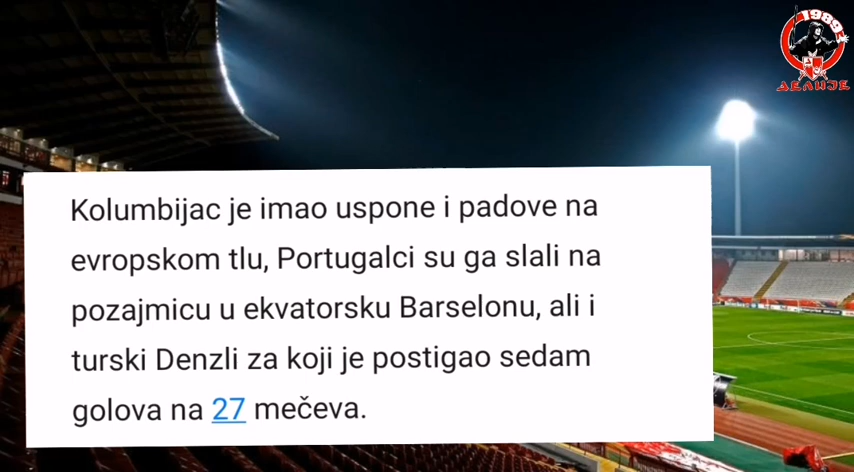 1989
ДЕЛИЈЕ
Kolumbijac je imao uspone i padove na
evropskom tlu, Portugalci su ga slali na
pozajmicu u ekvatorsku Barselonu, ali i
turski Denzli za koji je postigao sedam
golova na 27 mečeva.